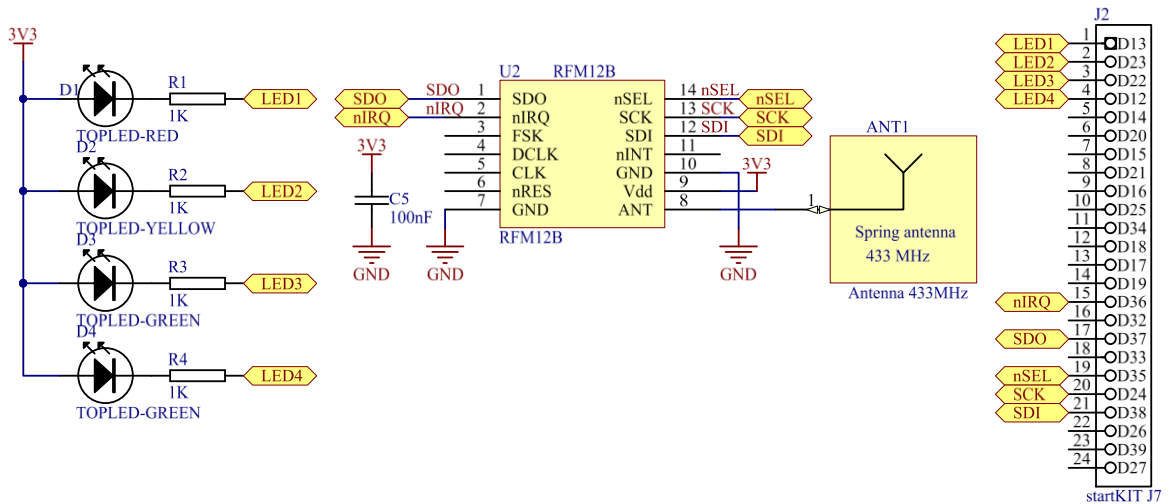 3V3
D1
R1
1K
LED1
TOPLED-RED
D2
R2
1K
LED2
TOPLED-YELLOW
D3
R3
1K
LED3
TOPLED-GREEN
D4
R4
1K
LED4
TOPLED-GREEN
U2 RFM12B
SDO SDO 1 SDO nSEL 14 nSEL nSEL
nIRQ nIRQ 2 nIRQ SCK 13 SCK SCK
3 FSK SDI 12 SDI SDI
4 DCLK nINT 11
5 CLK GND 10
6 nRES Vdd 9 3V3
7 GND ANT 8
RFM12B
3V3
C5
100nF
GND
GND
GND
ANT1
1
Spring antenna
433 MHz
Antenna 433MHz
J2
LED1 1 D13
LED2 2 D23
LED3 3 D22
LED4 4 D12
5 D14
6 D20
7 D15
8 D21
9 D16
10 D25
11 D34
12 D18
13 D17
14 D19
nIRQ 15 D36
16 D32
SDO 17 D37
18 D33
nSEL 19 D35
SCK 20 D24
SDI 21 D38
22 D26
23 D39
24 D27
startKIT J7